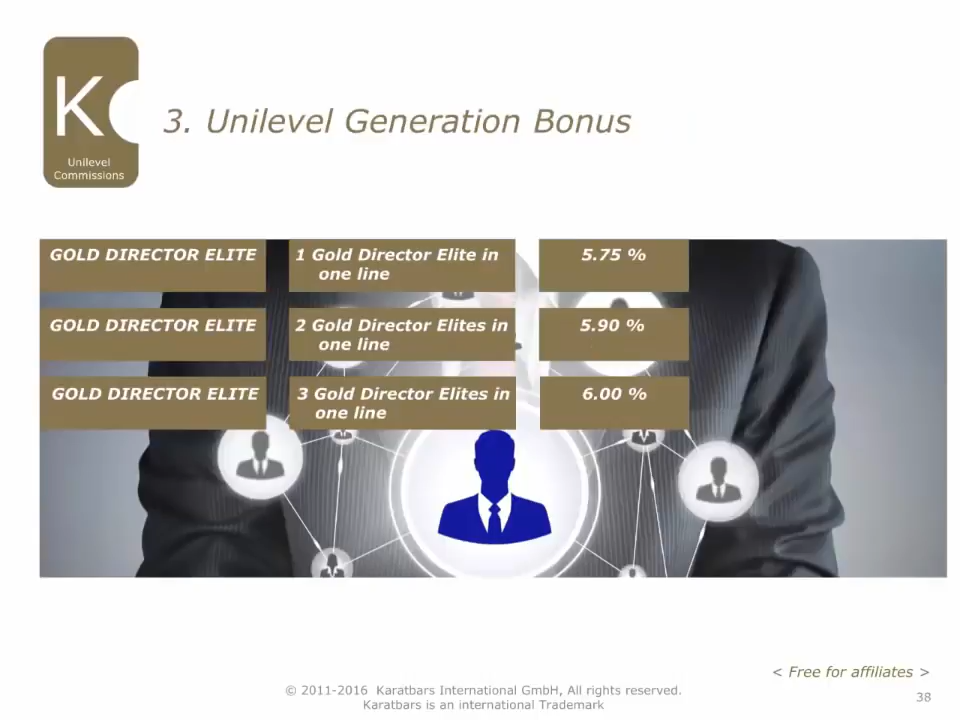 K
Unilevel
Commissions
3. Unilevel Generation Bonus
GOLD DIRECTOR ELITE
1 Gold Director Elite in
one line
5.75 %
GOLD DIRECTOR ELITE
2 Gold Director Elites in
one line
5.90 %
GOLD DIRECTOR ELITE
3 Gold Director Elites in
one line
6.00 %
< Free for affiliates >
© 2011-2016 Karatbars International GmbH, All rights reserved.
Karatbars is an international Trademark
38